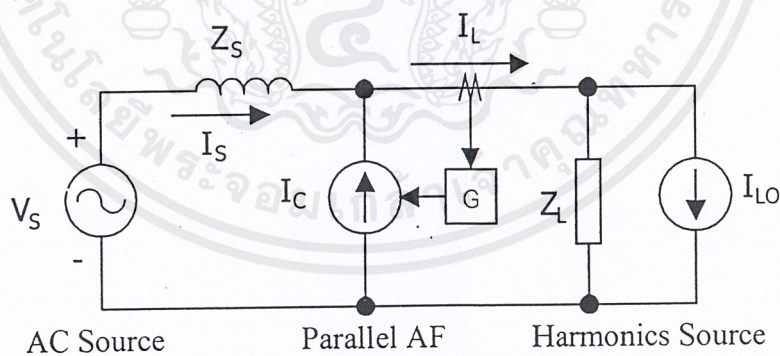 Z_S
I_L
+
I_S
V_S
I_C
G
Z_L
I_LO
-
AC Source
Parallel AF
Harmonics Source